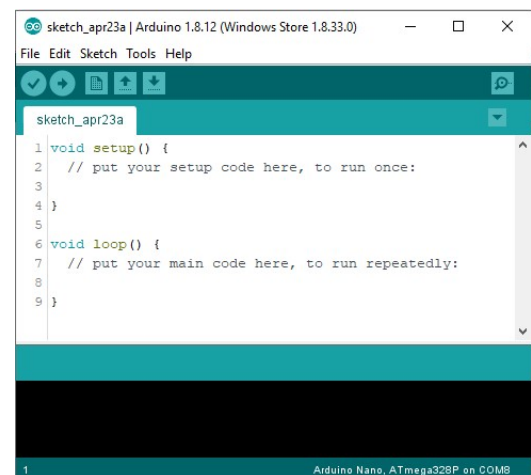 sketch_apr23a | Arduino 1.8.12 (Windows Store 1.8.33.0)
File Edit Sketch Tools Help
sketch_apr23a
1 void setup() {
2 // put your setup code here, to run once:
3
4 }
5
6 void loop() {
7 // put your main code here, to run repeatedly:
8
9 }
1 Arduino Nano, ATmega328P on COM8